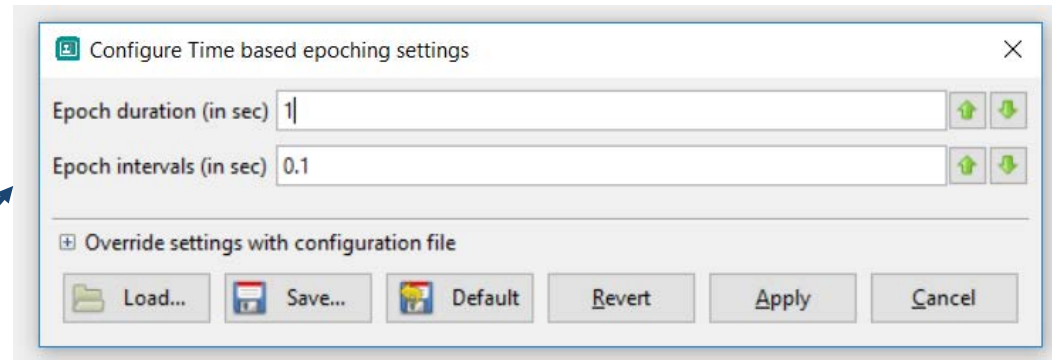 Configure Time based epoching settings
Epoch duration (in sec) 1
Epoch intervals (in sec) 0.1
Override settings with configuration file
Load... Save... Default Revert Apply Cancel